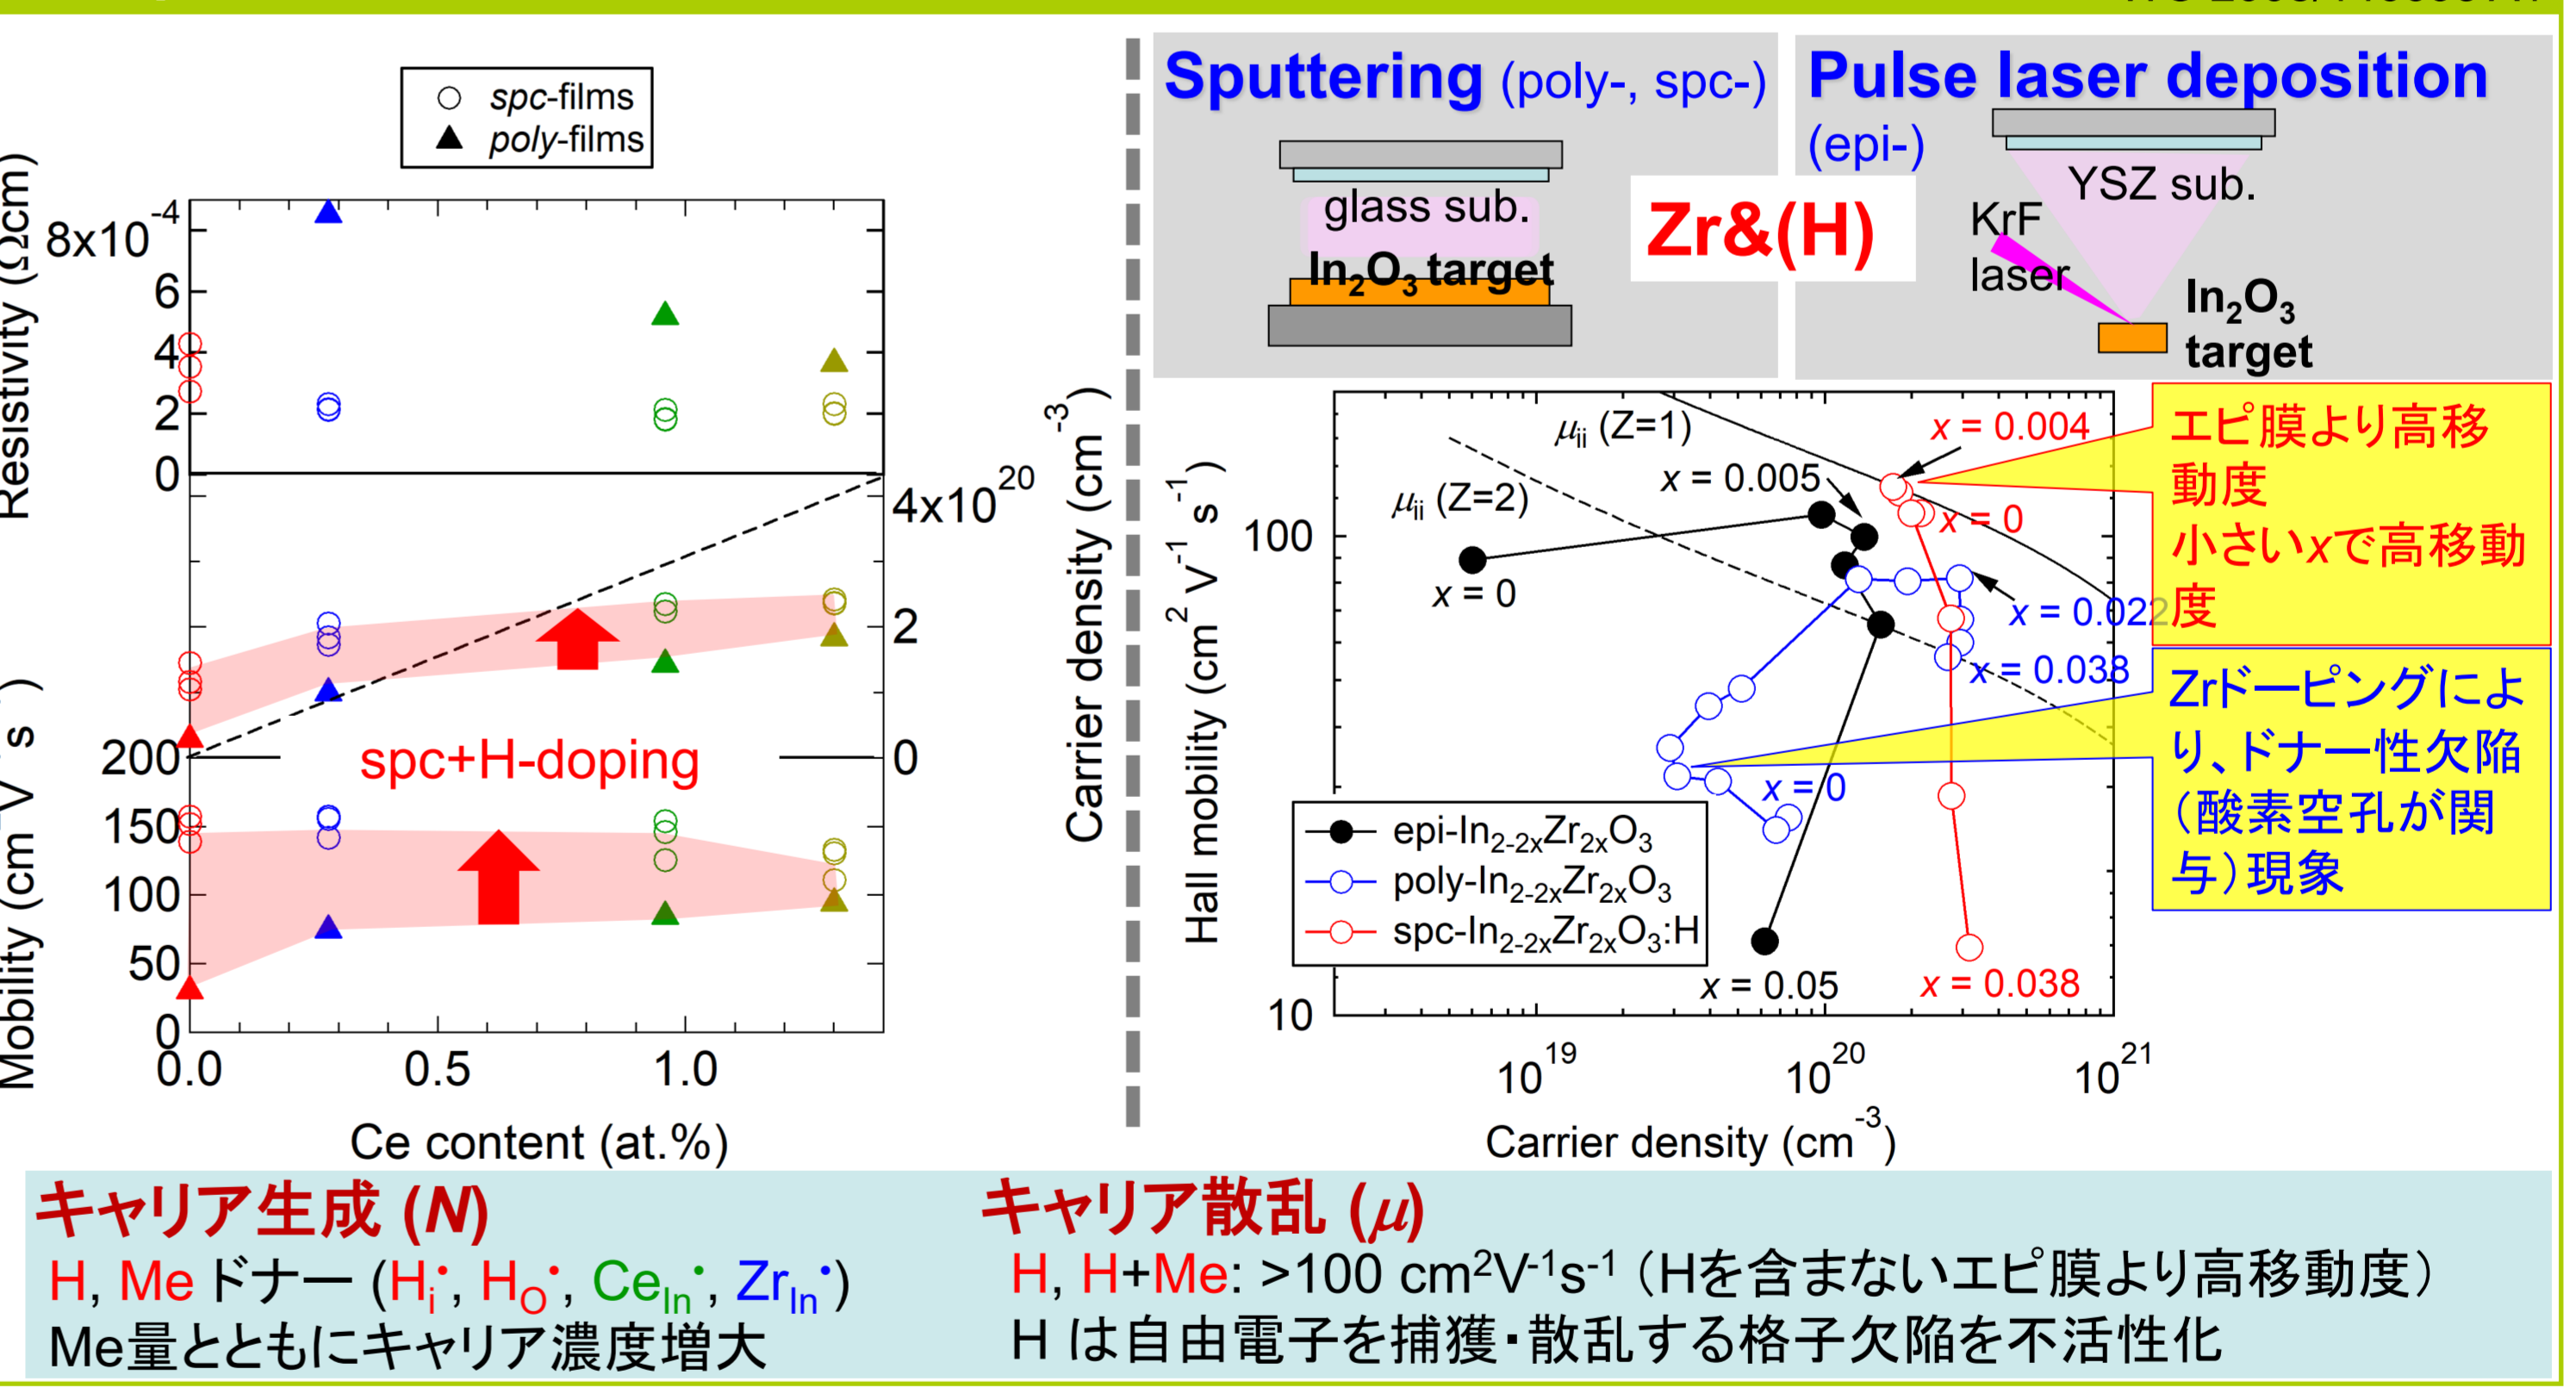 spc-films
poly-films
Resistivity (Ωcm)
8x10-4
6
4
2
0
4x1020
2
0
Carrier density (cm-3)
200
150
100
50
0
Mobility (cm
spc+H-doping
0.0
0.5
1.0
Ce content (at.%)
Sputtering (poly-, spc-)
glass sub.
In2O3 target
Zr&(H)
Pulse laser deposition
(epi-)
YSZ sub.
KrF
laser
In2O3
target
μii (Z=1)
μii (Z=2)
x = 0.004
x = 0.005
x = 0
x = 0
x = 0.022
x = 0.038
x = 0
x = 0.05
x = 0.038
100
10
Hall mobility (cm2 V-1 s-1)
epi-In2-2xZr2xO3
poly-In2-2xZr2xO3
spc-In2-2xZr2xO3:H
1019
1020
1021
Carrier density (cm-3)
エピ膜より高移
動度
小さいxで高移動
度
Zrドーピングによ
り、ドナー性欠陥
（酸素空孔が関
与）現象
キャリア生成 (N)
H, Me ドナー (Hi•, HO•, CeIn•, ZrIn•)
Me量とともにキャリア濃度増大
キャリア散乱 (μ)
H, H+Me: >100 cm2V-1s-1（Hを含まないエピ膜より高移動度）
H は自由電子を捕獲・散乱する格子欠陥を不活性化